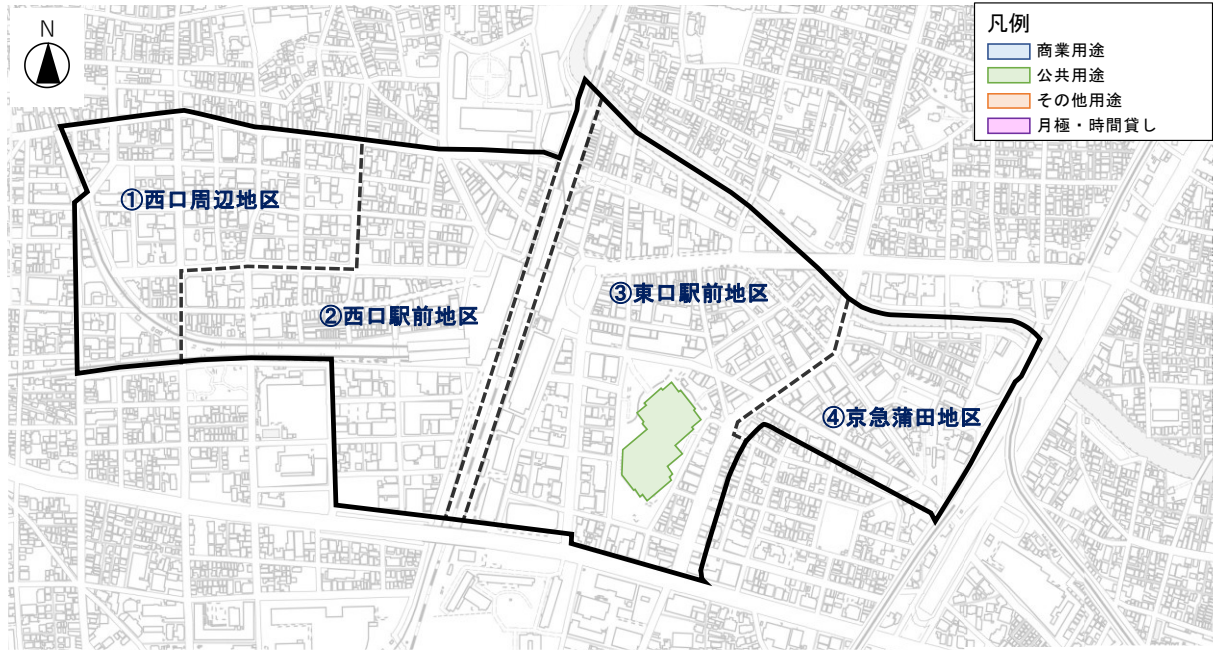 N
凡例
商業用途
公共用途
その他用途
月極・時間貸し
①西口周辺地区
②西口駅前地区
③東口駅前地区
④京急蒲田地区